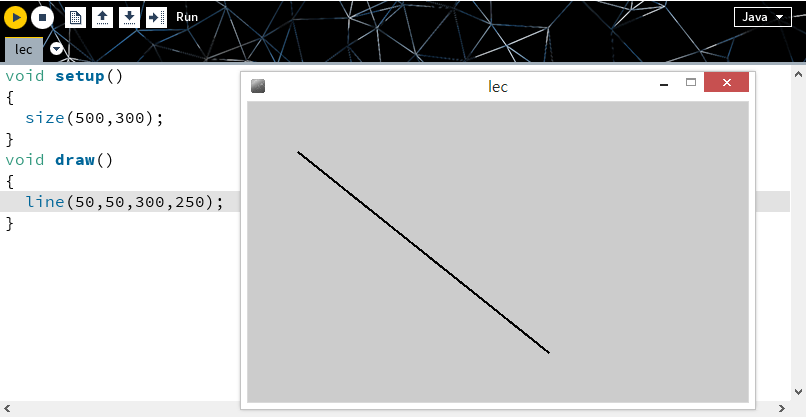 Run
Java
lec
void setup()
{
  size(500,300);
}
void draw()
{
  line(50,50,300,250);
}
lec